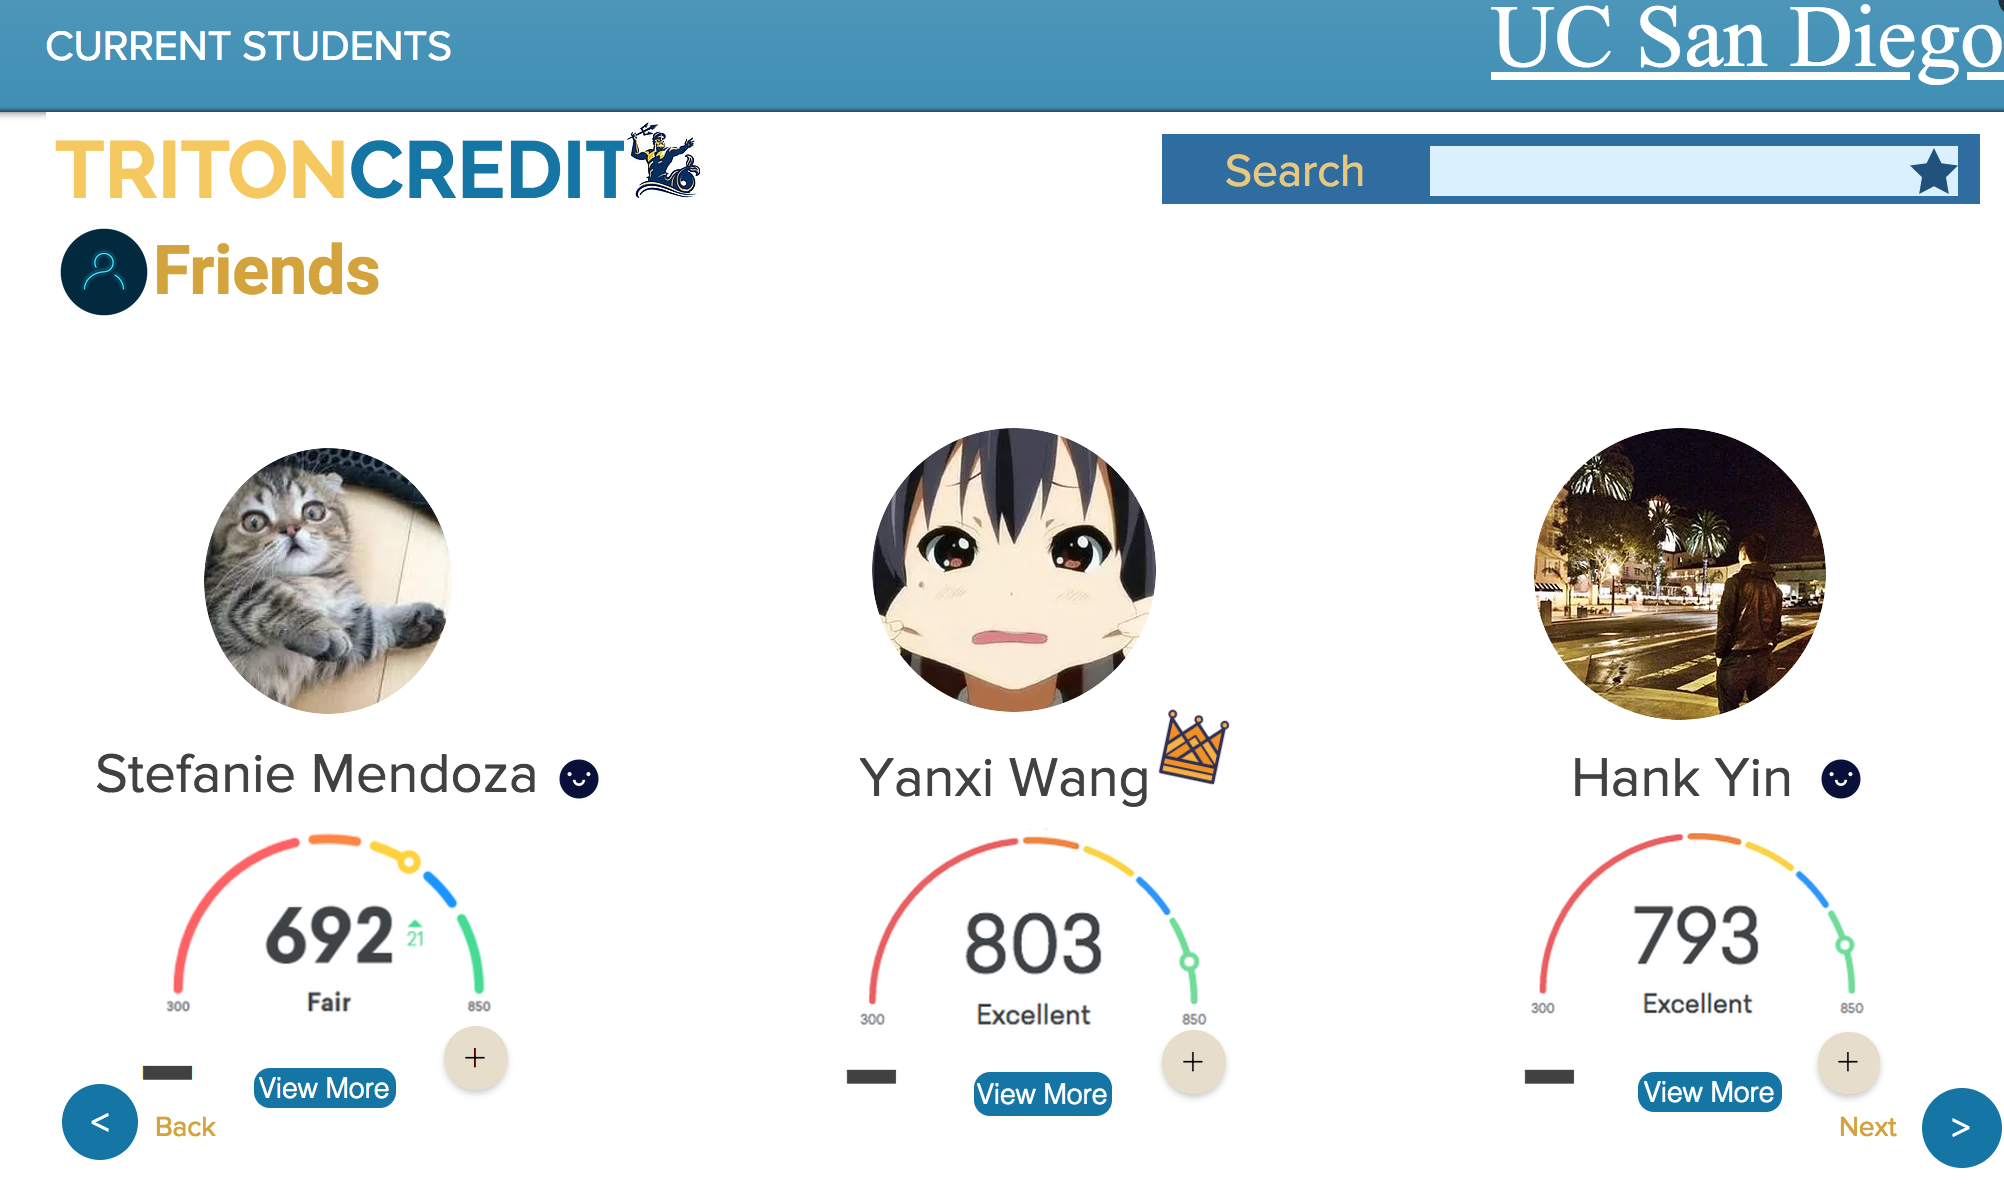 CURRENT STUDENTS
UC San Diego
TRITONCREDIT
Search
Friends
Stefanie Mendoza
Yanxi Wang
Hank Yin
692
21
Fair
300
850
803
Excellent
300
850
793
Excellent
300
850
+
+
+
View More
View More
View More
<
Back
Next
>